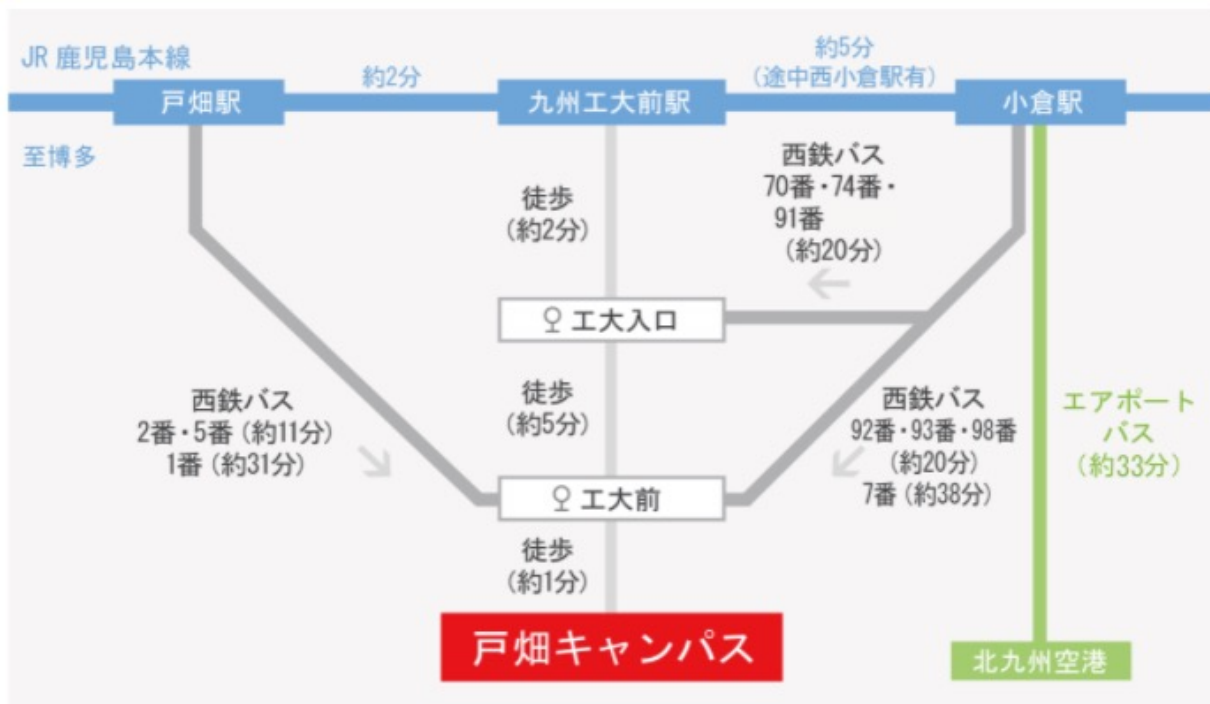 JR 鹿児島本線
約2分
約5分
(途中西小倉駅有)
戸畑駅
九州工大前駅
小倉駅
至博多
徒歩
(約2分)
西鉄バス
70番・74番・
91番
(約20分)
工大入口
徒歩
(約5分)
西鉄バス
2番・5番 (約11分)
1番 (約31分)
西鉄バス
92番・93番・98番
(約20分)
7番 (約38分)
エアポート
バス
(約33分)
工大前
徒歩
(約1分)
戸畑キャンパス
北九州空港